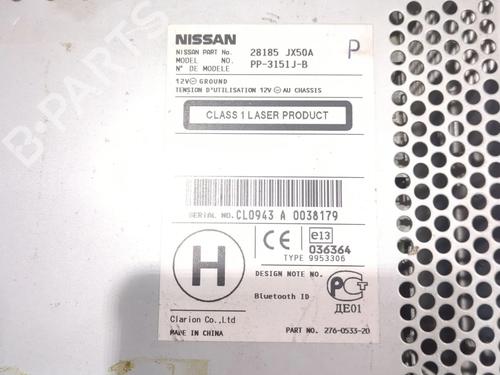 NISSAN
P
NISSAN PART No. 28185 JX50A
MODEL NO. PP-3151J-B
N° DE MODELE
12V⊖GROUND
TENSION D'UTILISATION 12V⊖AU CHASSIS
CLASS 1 LASER PRODUCT
SERIAL NO. CL0943 A 0038179
H
CE
e13
036364
TYPE 9953306
DESIGN NOTE NO.
Bluetooth ID
ДЕ01
Clarion Co.,Ltd
MADE IN CHINA
PART NO. 276-0533-20
B-PARTS